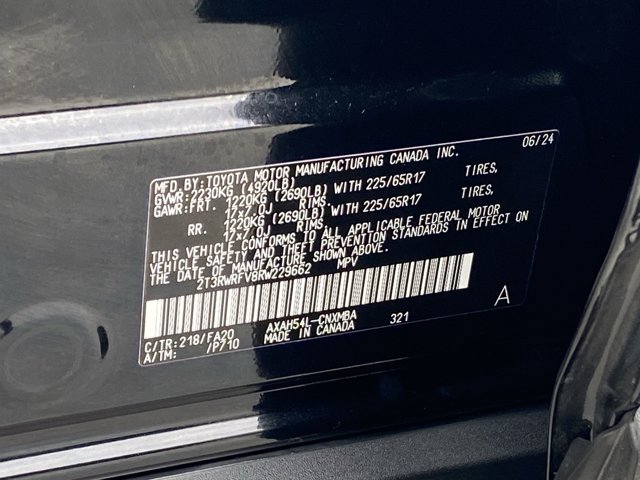 MFD. BY: TOYOTA MOTOR MANUFACTURING CANADA INC. 06/24
GVWR: 2230KG (4920LB)
GAWR: FRT. 1220KG (2690LB) WITH 225/65R17 TIRES,
17x7.0J RIMS.
RR. 1220KG (2690LB) WITH 225/65R17 TIRES,
17x7.0J RIMS.
THIS VEHICLE CONFORMS TO ALL APPLICABLE FEDERAL MOTOR
VEHICLE SAFETY AND THEFT PREVENTION STANDARDS IN EFFECT ON
THE DATE OF MANUFACTURE SHOWN ABOVE.
2T3RWRFV8RW229662 MPV
A
C/TR: 218/FA20 AXAH54L-CNXMBA 321
A/TM: /P710 MADE IN CANADA